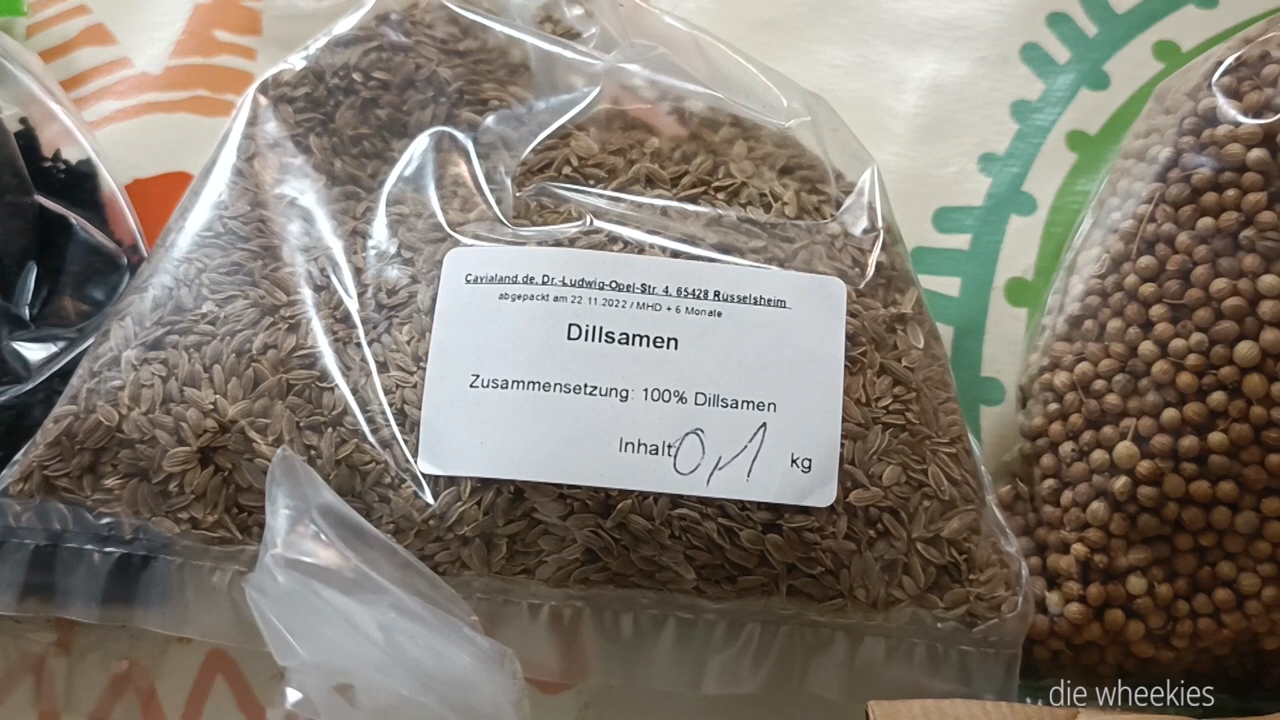 Cavialand.de, Dr.-Ludwig-Opel-Str. 4, 65428 Rüsselsheim
abgepackt am 22.11.2022 / MHD + 6 Monate
Dillsamen
Zusammensetzung: 100% Dillsamen
Inhalt 0,1 kg
die wheekies